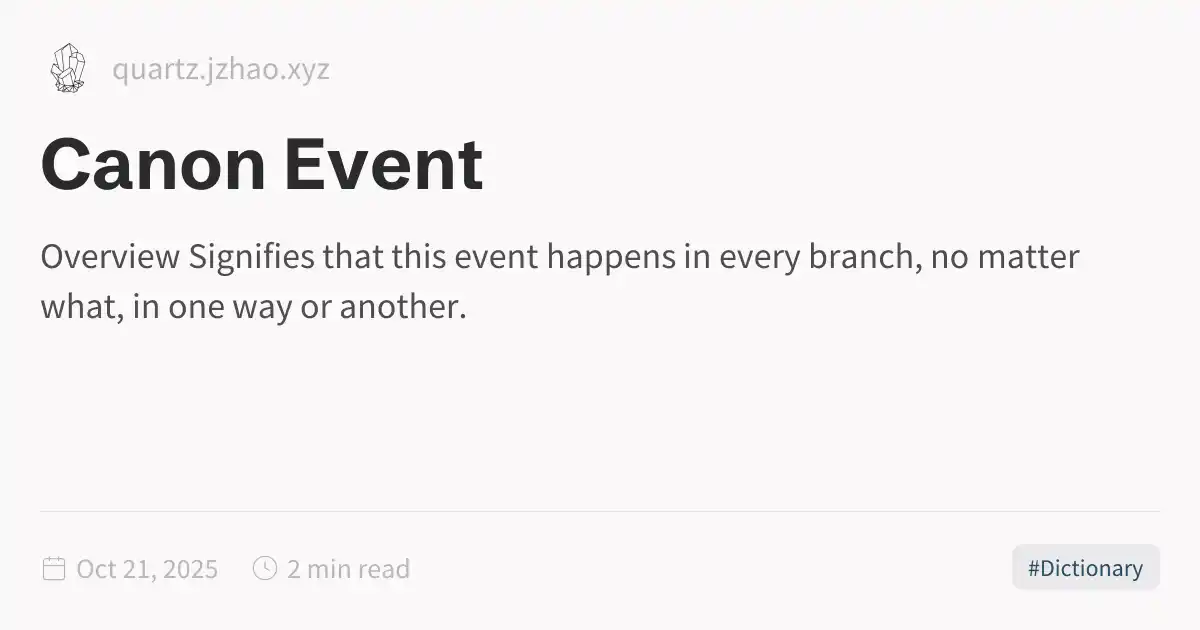 quartz.jzhao.xyz
Canon Event
Overview Signifies that this event happens in every branch, no matter
what, in one way or another.
Oct 21, 2025 2 min read #Dictionary